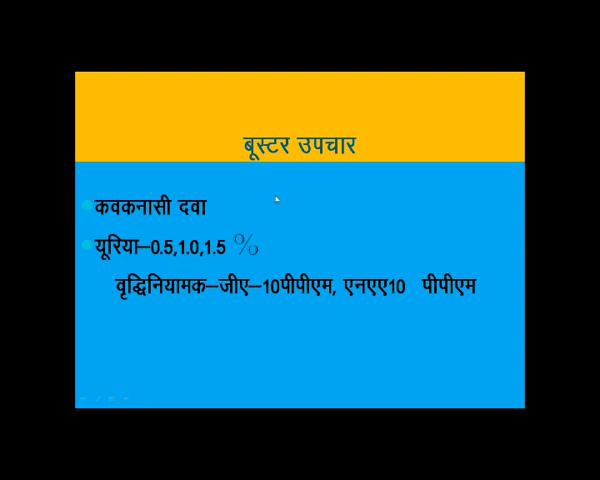 बूस्टर उपचार
कवकनासी दवा
यूरिया–0.5,1.0,1.5 %
वृद्धिनियामक–जीए–10पीपीएम, एनएए10 पीपीएम